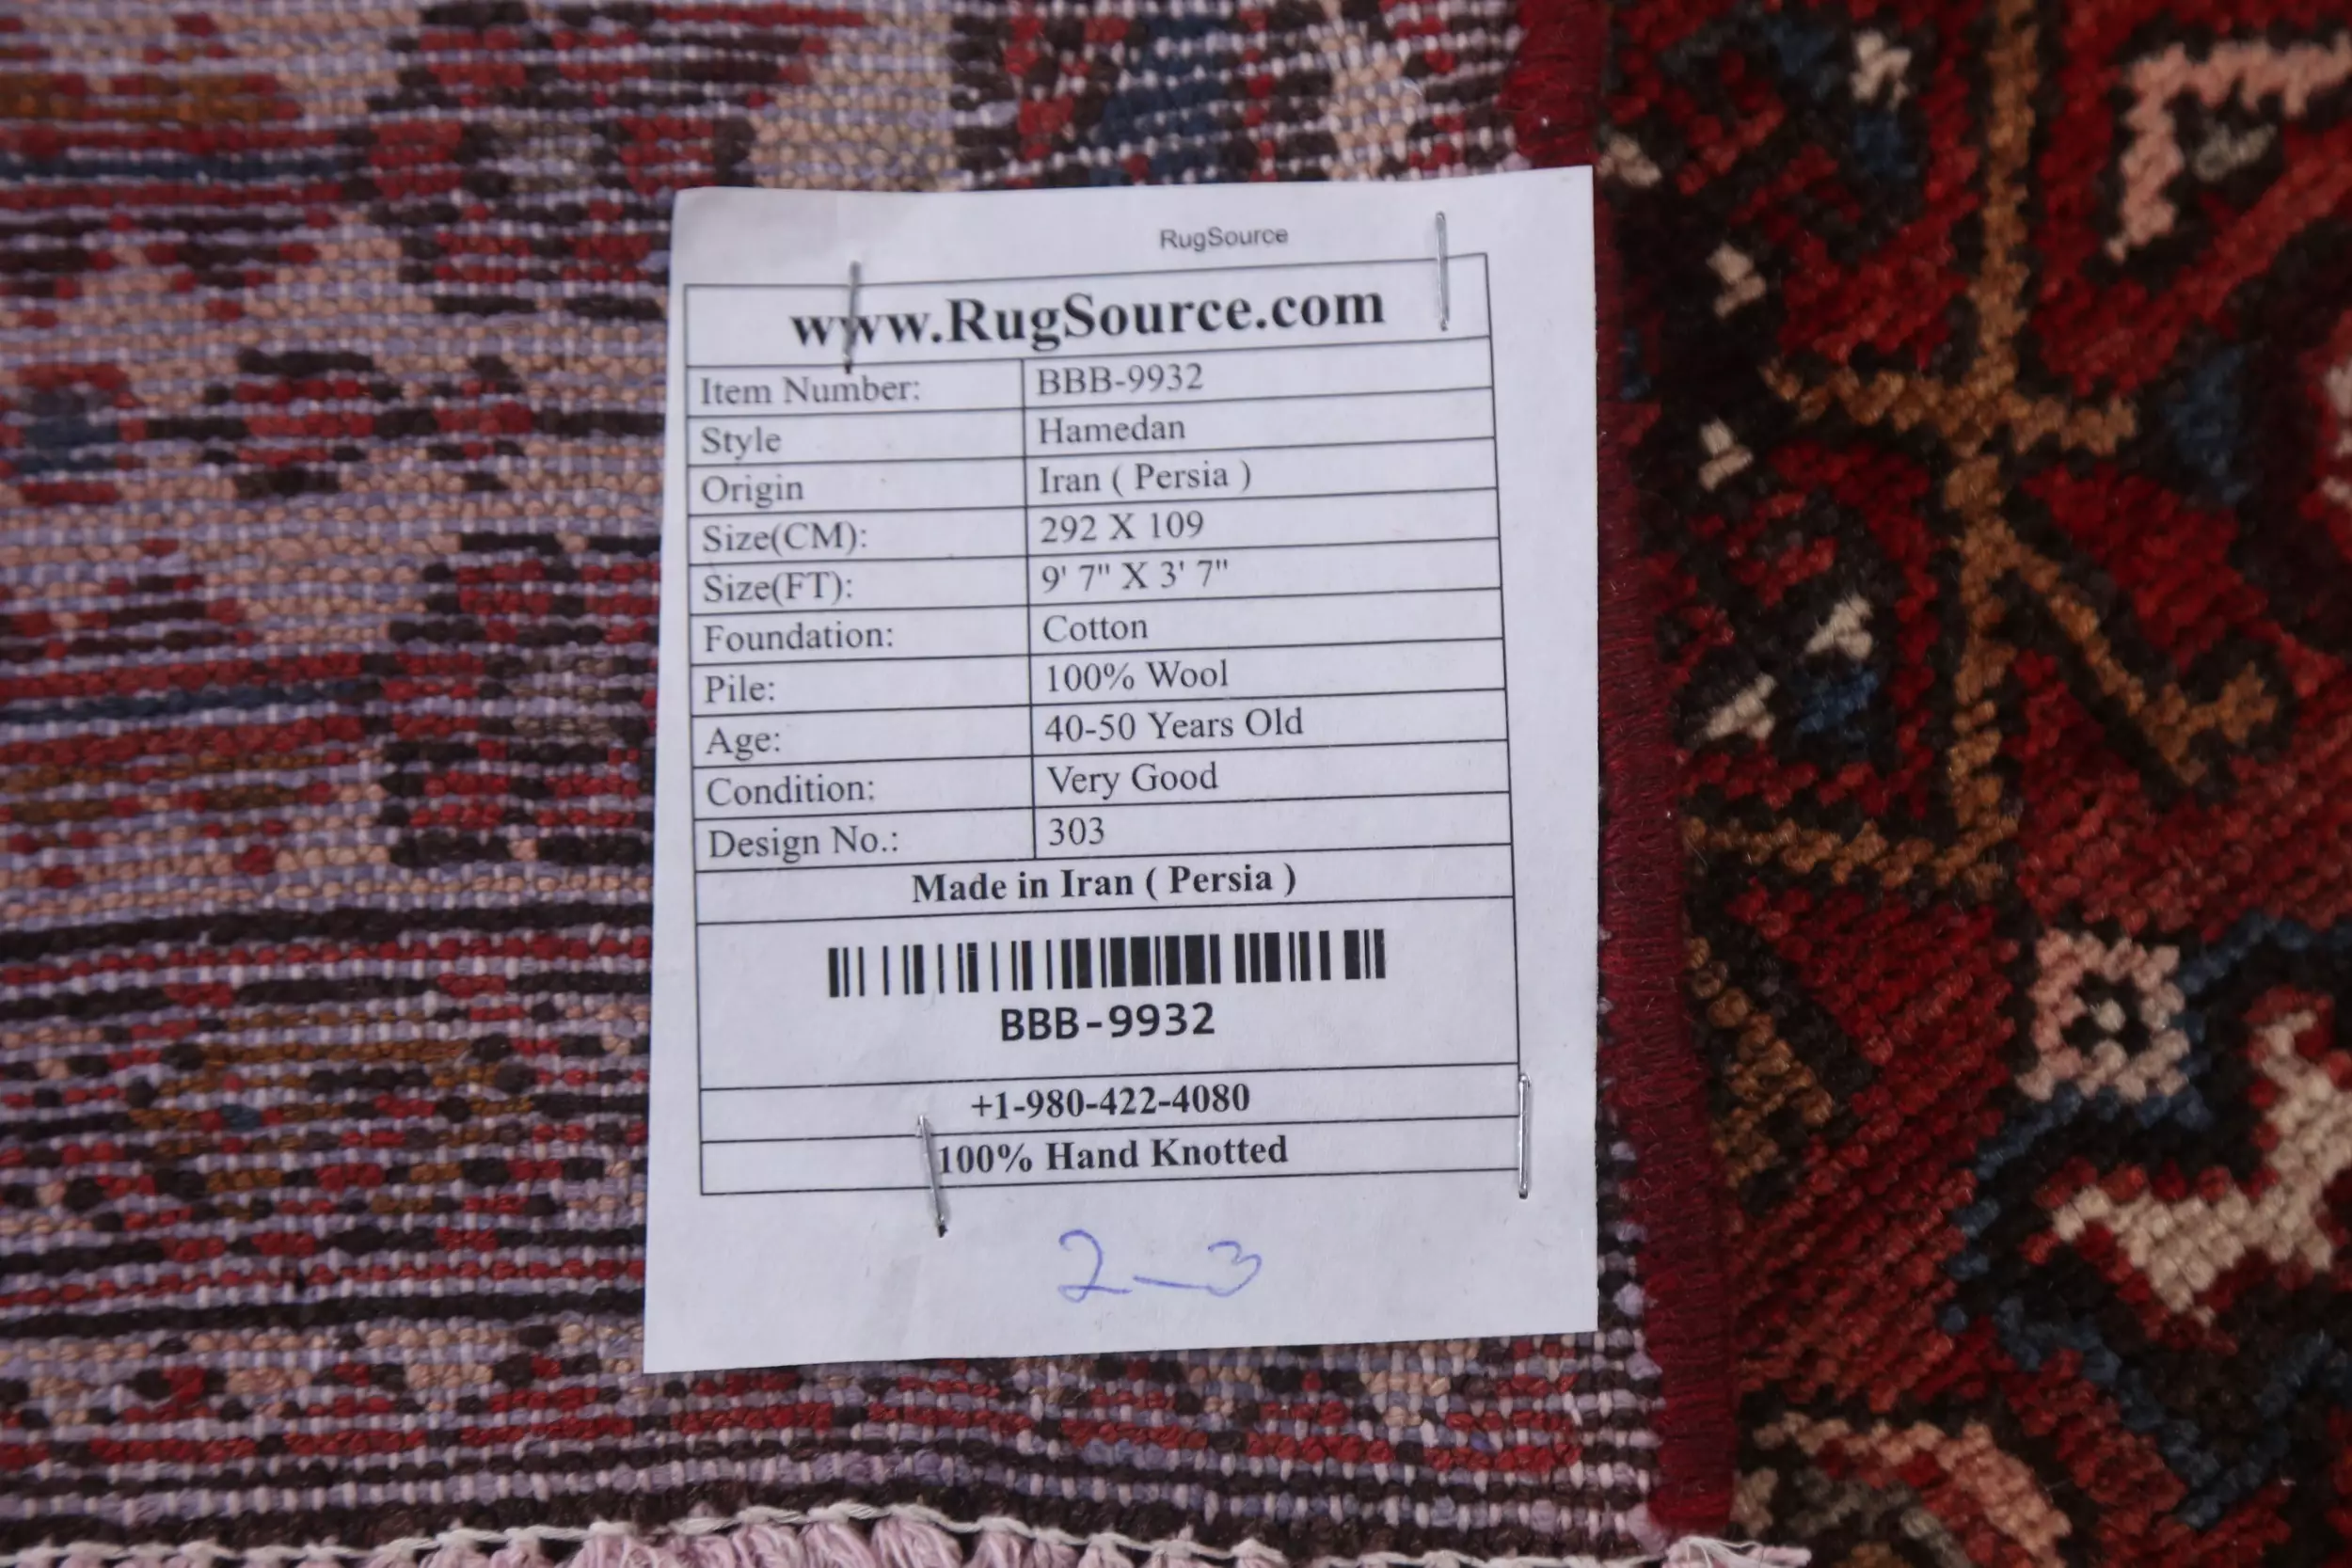 RugSource
www.RugSource.com
Item Number: BBB-9932
Style Hamedan
Origin Iran ( Persia )
Size(CM): 292 X 109
Size(FT): 9' 7" X 3' 7"
Foundation: Cotton
Pile: 100% Wool
Age: 40-50 Years Old
Condition: Very Good
Design No.: 303
Made in Iran ( Persia )
BBB-9932
+1-980-422-4080
100% Hand Knotted
2-3